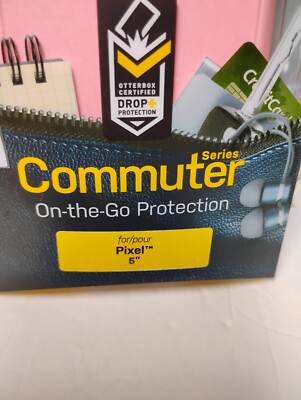 OTTERBOX
CERTIFIED
DROP+
PROTECTION
Commuter Series
On-the-Go Protection
for/pour
Pixel™
5"